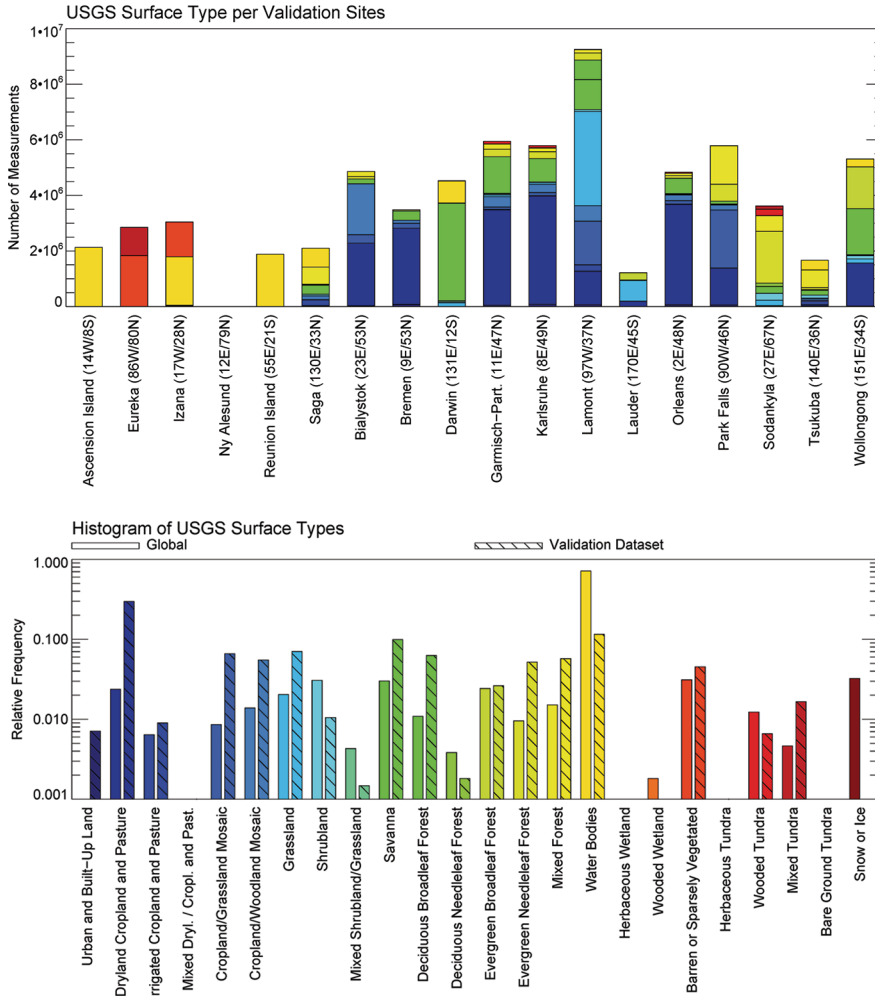 USGS Surface Type per Validation Sites
Number of Measurements
1•10⁷
8•10⁶
6•10⁶
4•10⁶
2•10⁶
0
Ascension Island (14W/8S)
Eureka (86W/80N)
Izana (17W/28N)
Ny Alesund (12E/79N)
Reunion Island (55E/21S)
Saga (130E/33N)
Bialystok (23E/53N)
Bremen (9E/53N)
Darwin (131E/12S)
Garmisch−Part. (11E/47N)
Karlsruhe (8E/49N)
Lamont (97W/37N)
Lauder (170E/45S)
Orleans (2E/48N)
Park Falls (90W/46N)
Sodankyla (27E/67N)
Tsukuba (140E/36N)
Wollongong (151E/34S)
Histogram of USGS Surface Types
Global
Validation Dataset
Relative Frequency
1.000
0.100
0.010
0.001
Urban and Built−Up Land
Dryland Cropland and Pasture
rrigated Cropland and Pasture
Mixed Dryl. / Cropl. and Past.
Cropland/Grassland Mosaic
Cropland/Woodland Mosaic
Grassland
Shrubland
Mixed Shrubland/Grassland
Savanna
Deciduous Broadleaf Forest
Deciduous Needleleaf Forest
Evergreen Broadleaf Forest
Evergreen Needleleaf Forest
Mixed Forest
Water Bodies
Herbaceous Wetland
Wooded Wetland
Barren or Sparsely Vegetated
Herbaceous Tundra
Wooded Tundra
Mixed Tundra
Bare Ground Tundra
Snow or Ice